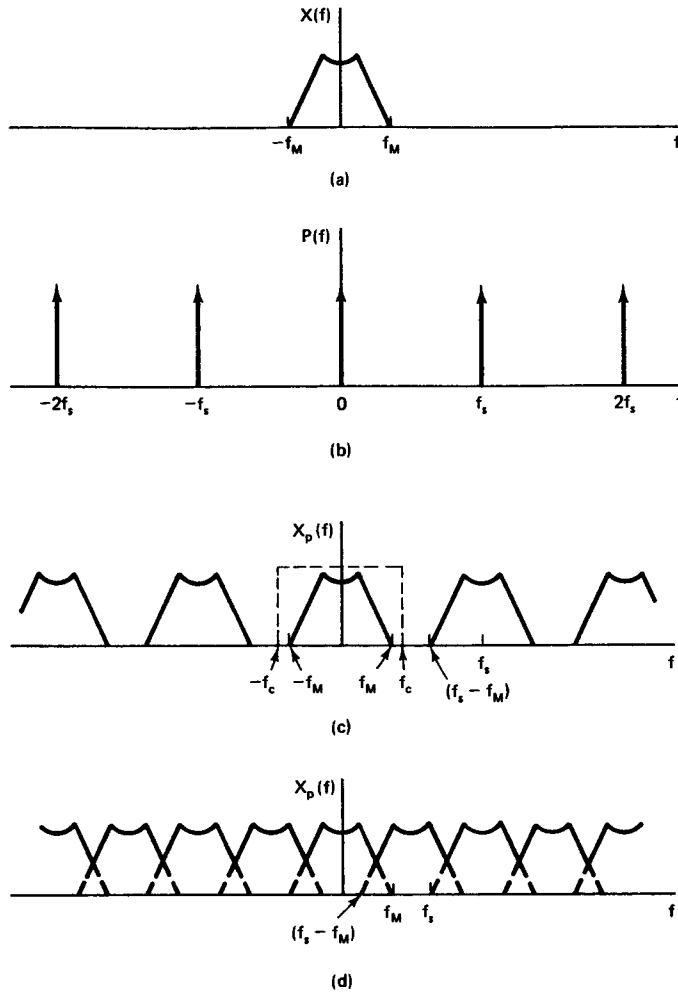 X(f)
−f_M f_M f
(a)
P(f)
−2f_s −f_s 0 f_s 2f_s
(b)
X_p(f)
−f_c −f_M f_M f_c (f_s − f_M) f_s f
(c)
X_p(f)
(f_s − f_M) f_M f_s f
(d)